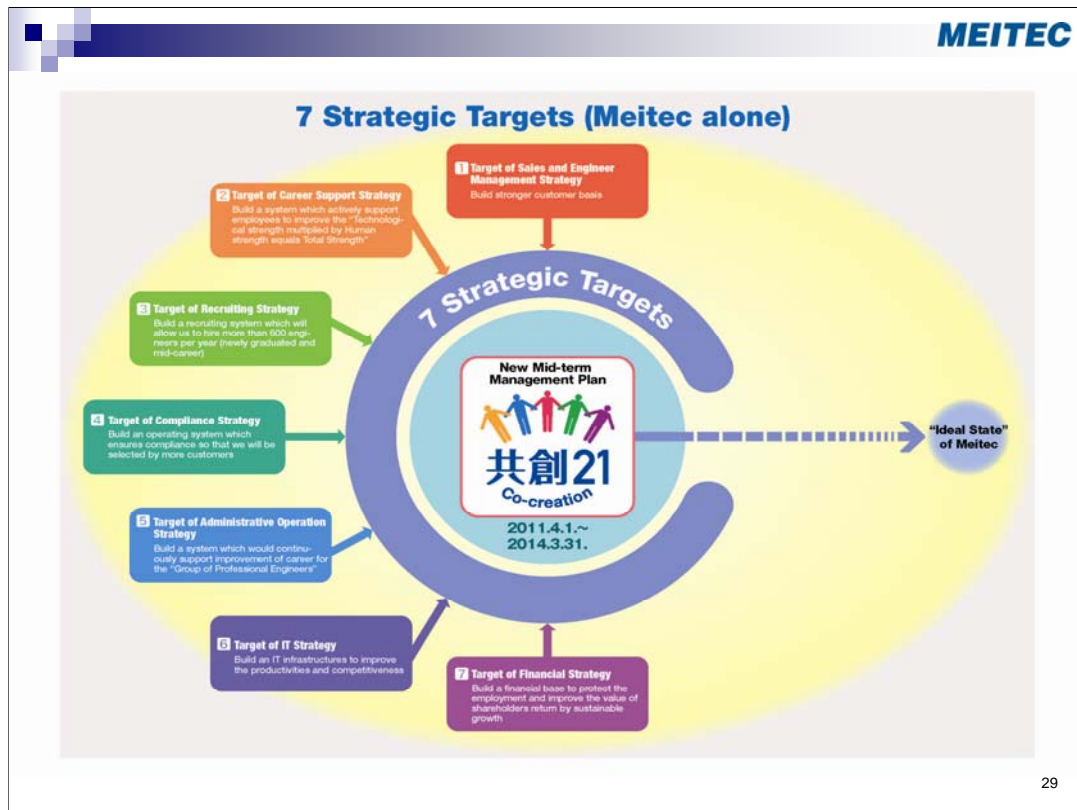 MEITEC
7 Strategic Targets (Meitec alone)
1 Target of Sales and Engineer
Management Strategy
Build stronger customer basis
2 Target of Career Support Strategy
Build a system which actively support
employees to improve the "Technologi-
cal strength multiplied by Human
strength equals Total Strength"
3 Target of Recruiting Strategy
Build a recruiting system which will
allow us to hire more than 600 engi-
neers per year (newly graduated and
mid-career)
4 Target of Compliance Strategy
Build an operating system which
ensures compliance so that we will be
selected by more customers
5 Target of Administrative Operation
Strategy
Build a system which would continu-
ously support improvement of career for
the "Group of Professional Engineers"
6 Target of IT Strategy
Build an IT infrastructures to improve
the productivities and competitiveness
7 Target of Financial Strategy
Build a financial base to protect the
employment and improve the value of
shareholders return by sustainable
growth
7 Strategic Targets
New Mid-term
Management Plan
共創21
Co-creation
2011.4.1.~
2014.3.31.
"Ideal State"
of Meitec
29